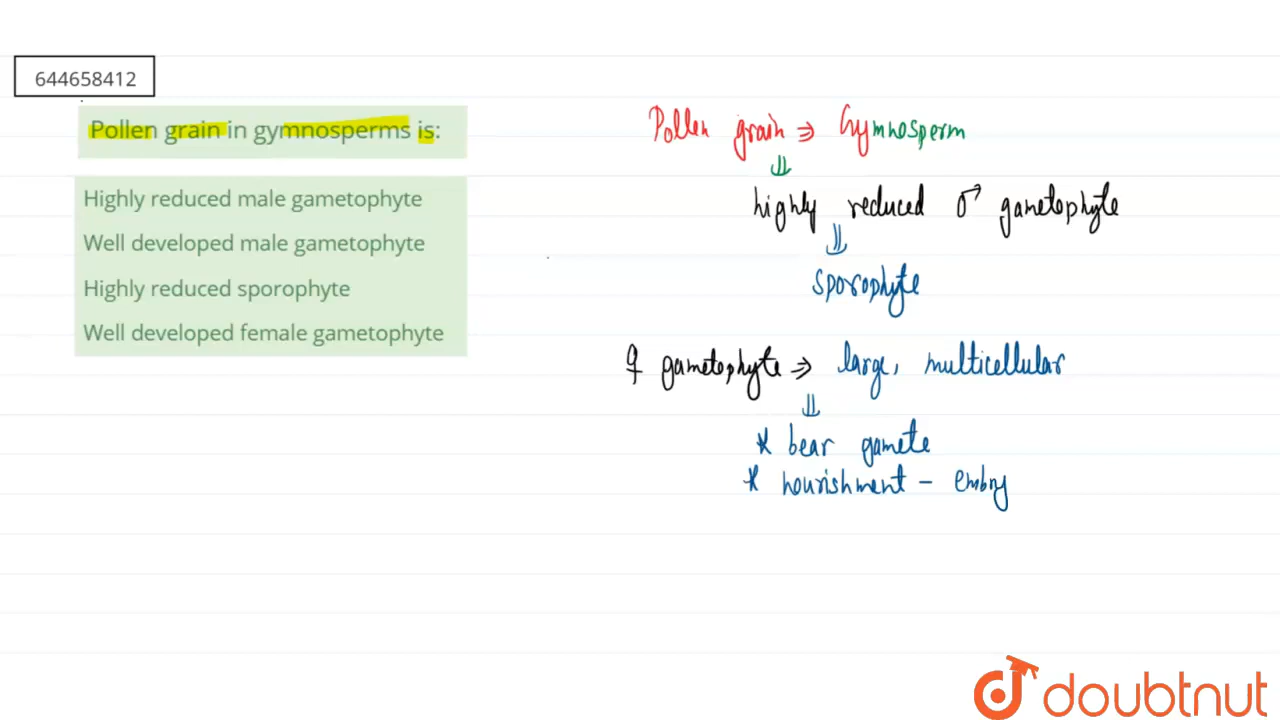 644658412
Pollen grain in gymnosperms is:
Highly reduced male gametophyte
Well developed male gametophyte
Highly reduced sporophyte
Well developed female gametophyte
Pollen grain ⇒ Gymnosperm
⇓
highly reduced ♂ gametophyte
⇓
sporophyte
♀ gametophyte ⇒ large, multicellular
⇓
* bear gamete
* nourishment - embry
doubtnut